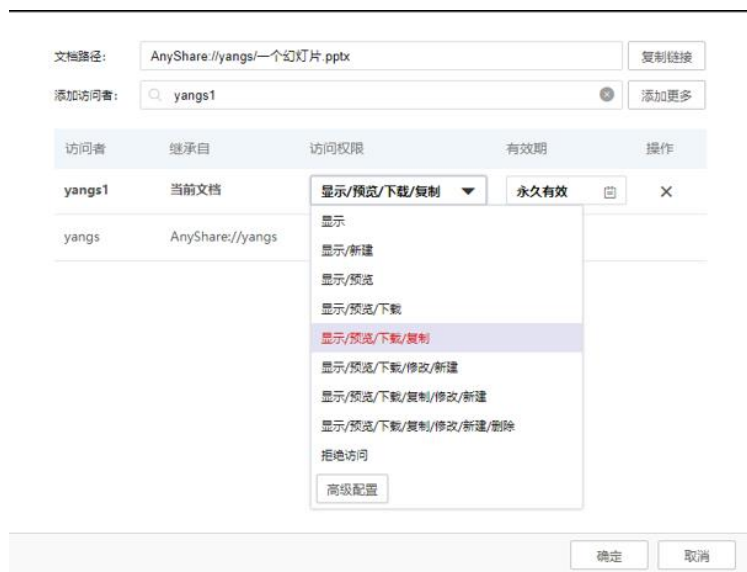 文档路径: AnyShare://yangs/一个幻灯片.pptx 复制链接
添加访问者: yangs1 添加更多
访问者 继承自 访问权限 有效期 操作
yangs1 当前文档 显示/预览/下载/复制 永久有效
yangs AnyShare://yangs
显示
显示/新建
显示/预览
显示/预览/下载
显示/预览/下载/复制
显示/预览/下载/修改/新建
显示/预览/下载/复制/修改/新建
显示/预览/下载/复制/修改/新建/删除
拒绝访问
高级配置
确定 取消